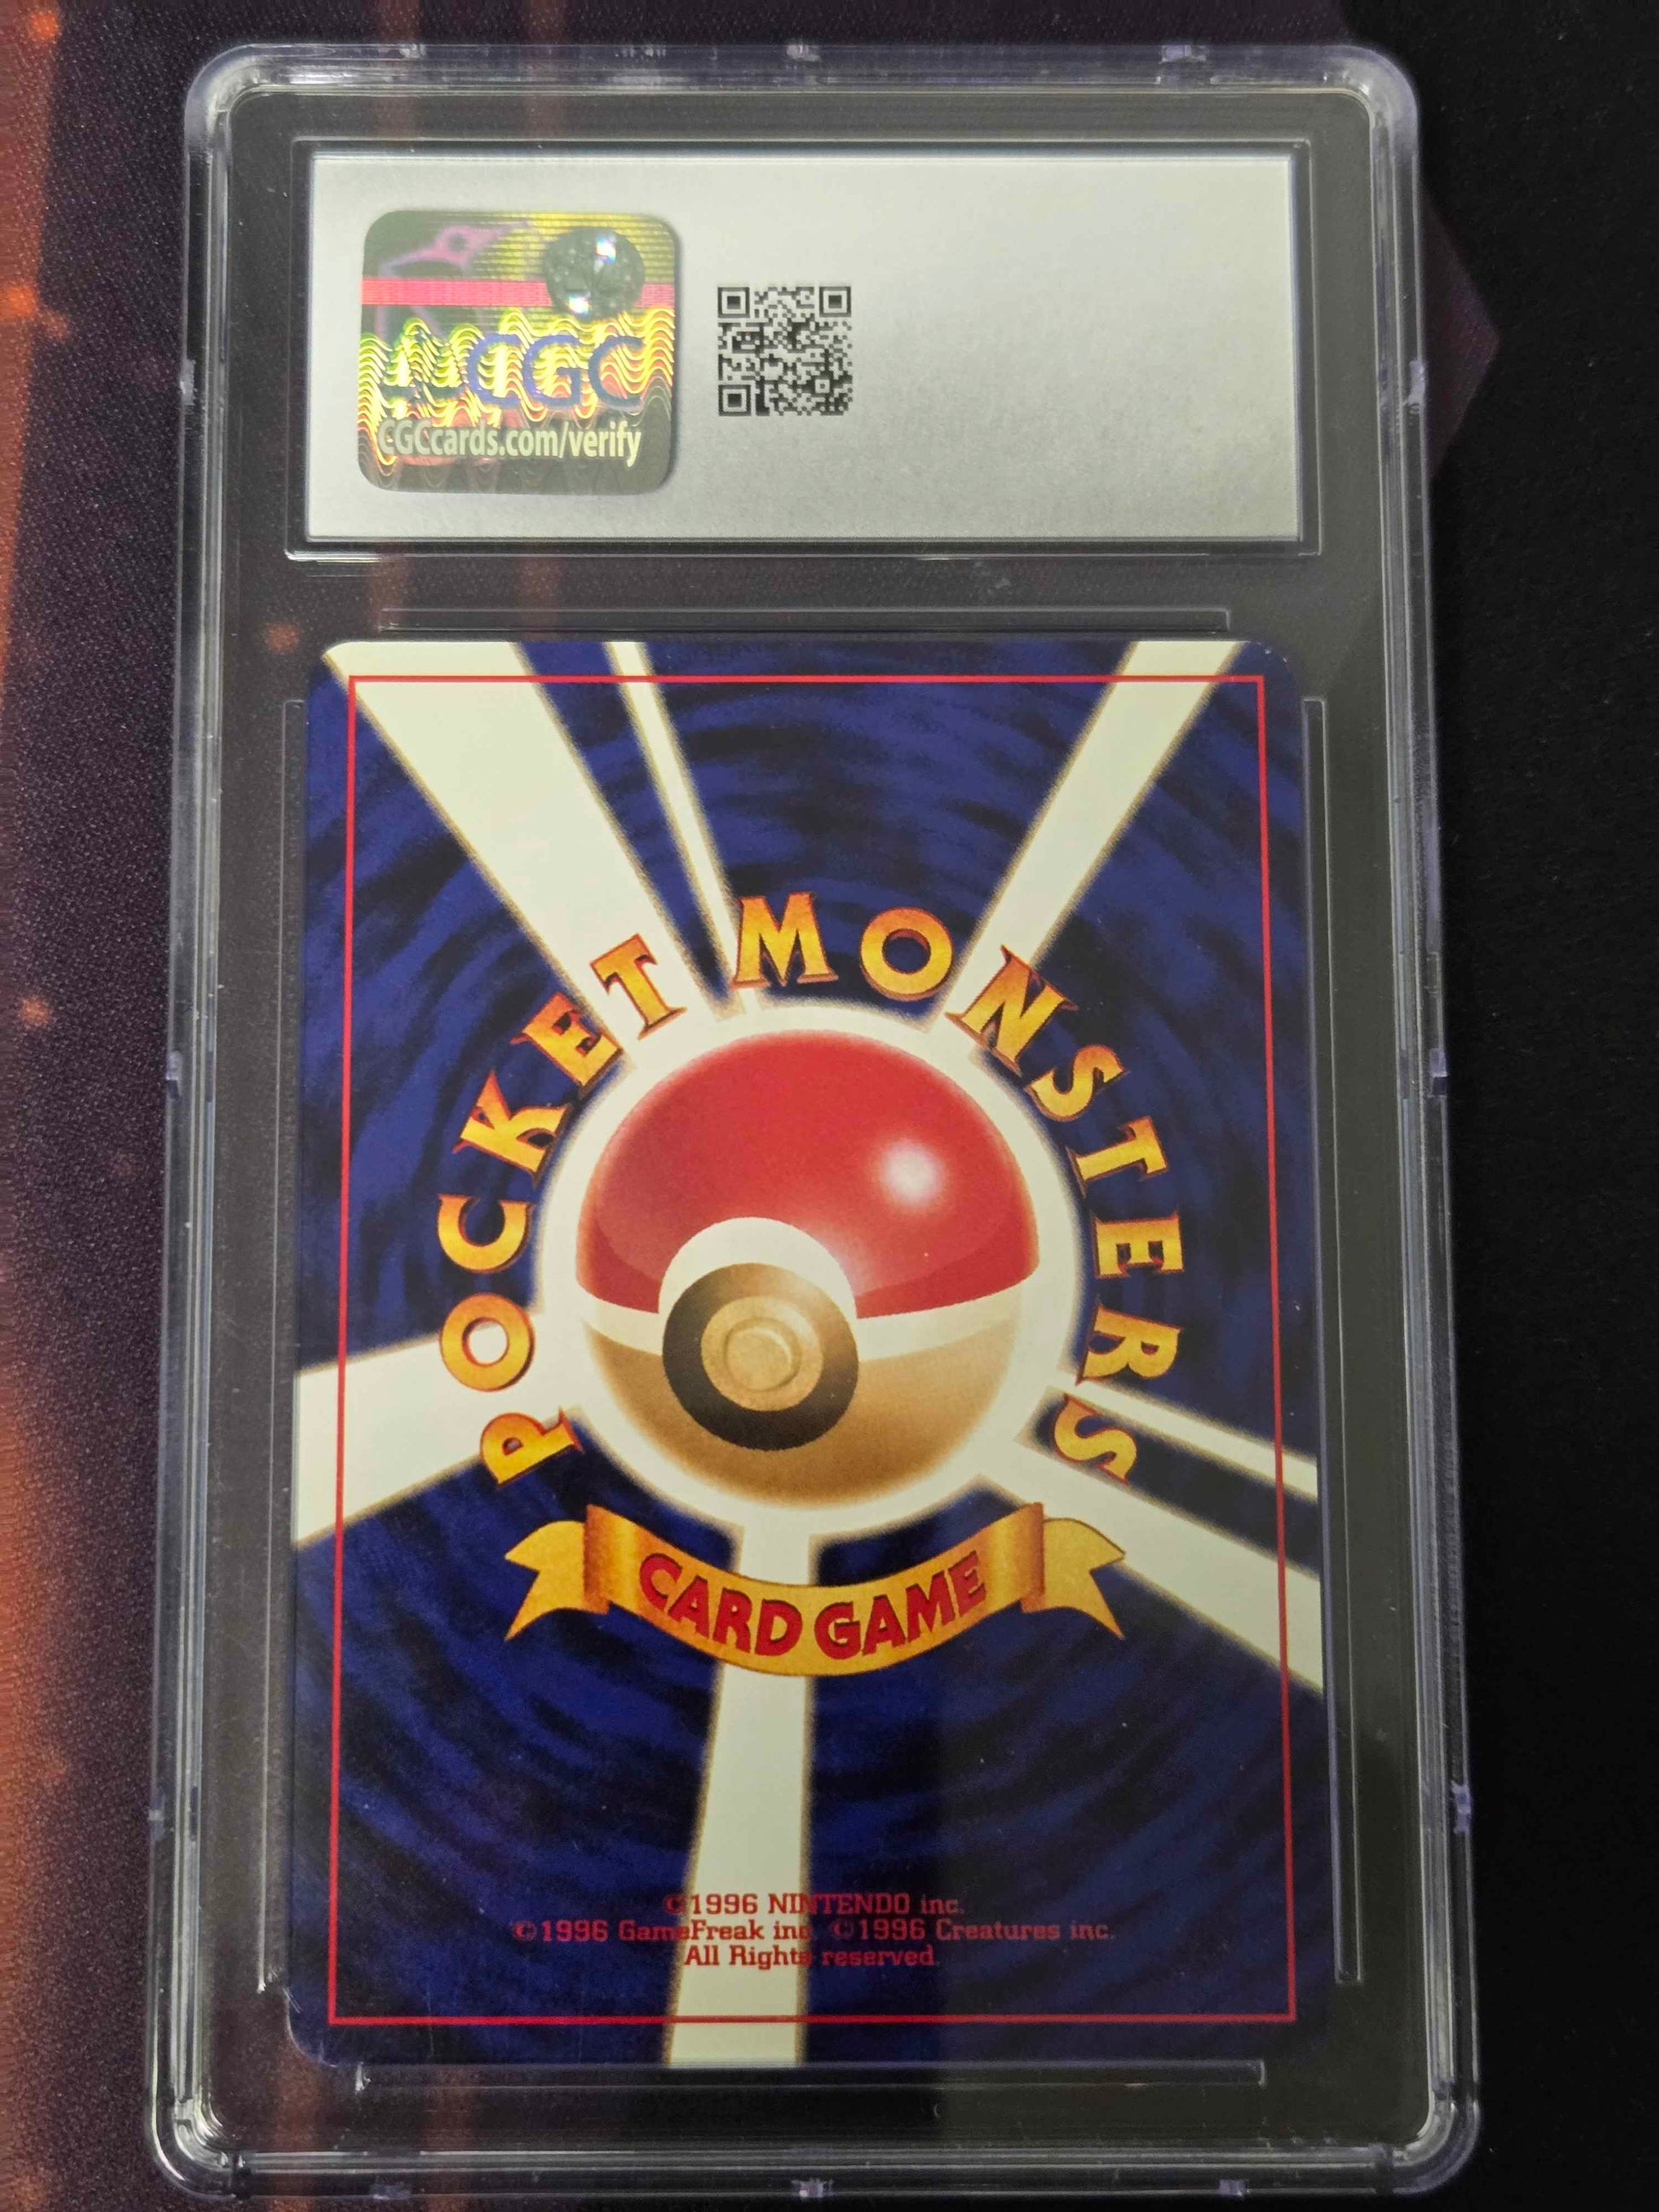 CGC
CGCcards.com/verify
POCKET MONSTERS
CARD GAME
©1996 NINTENDO inc.
©1996 GameFreak inc. ©1996 Creatures inc.
All Rights reserved.